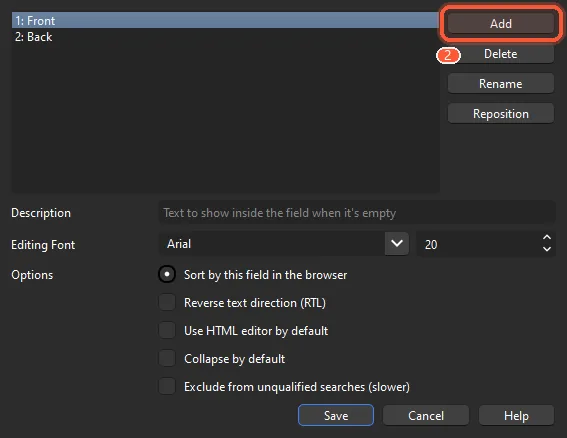 1: Front
2: Back
Add
2
Delete
Rename
Reposition
Description
Text to show inside the field when it's empty
Editing Font
Arial
20
Options
Sort by this field in the browser
Reverse text direction (RTL)
Use HTML editor by default
Collapse by default
Exclude from unqualified searches (slower)
Save
Cancel
Help